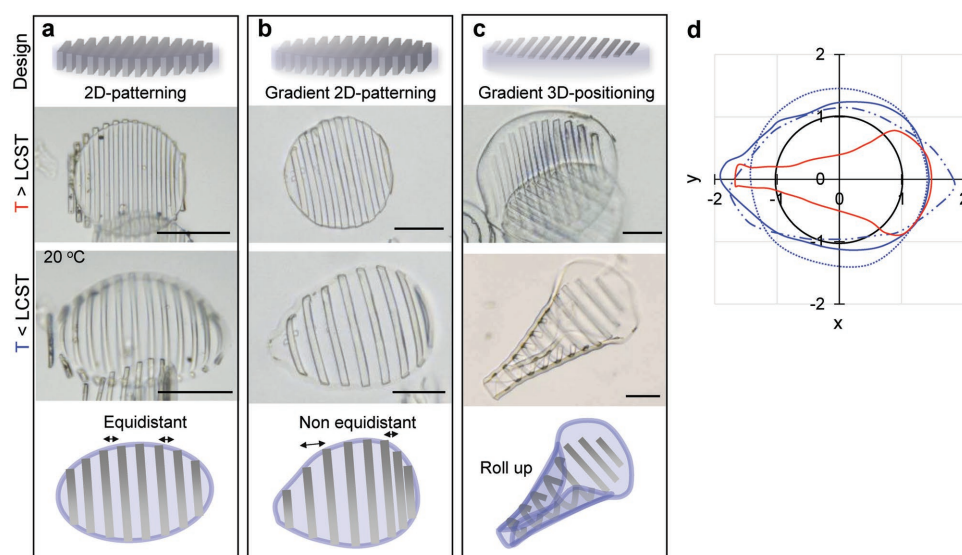 a
b
c
d
Design
2D-patterning
Gradient 2D-patterning
Gradient 3D-positioning
T > LCST
T < LCST
20 °C
Equidistant
Non equidistant
Roll up
2
1
y
-2
-1
0
1
2
-1
-2
x